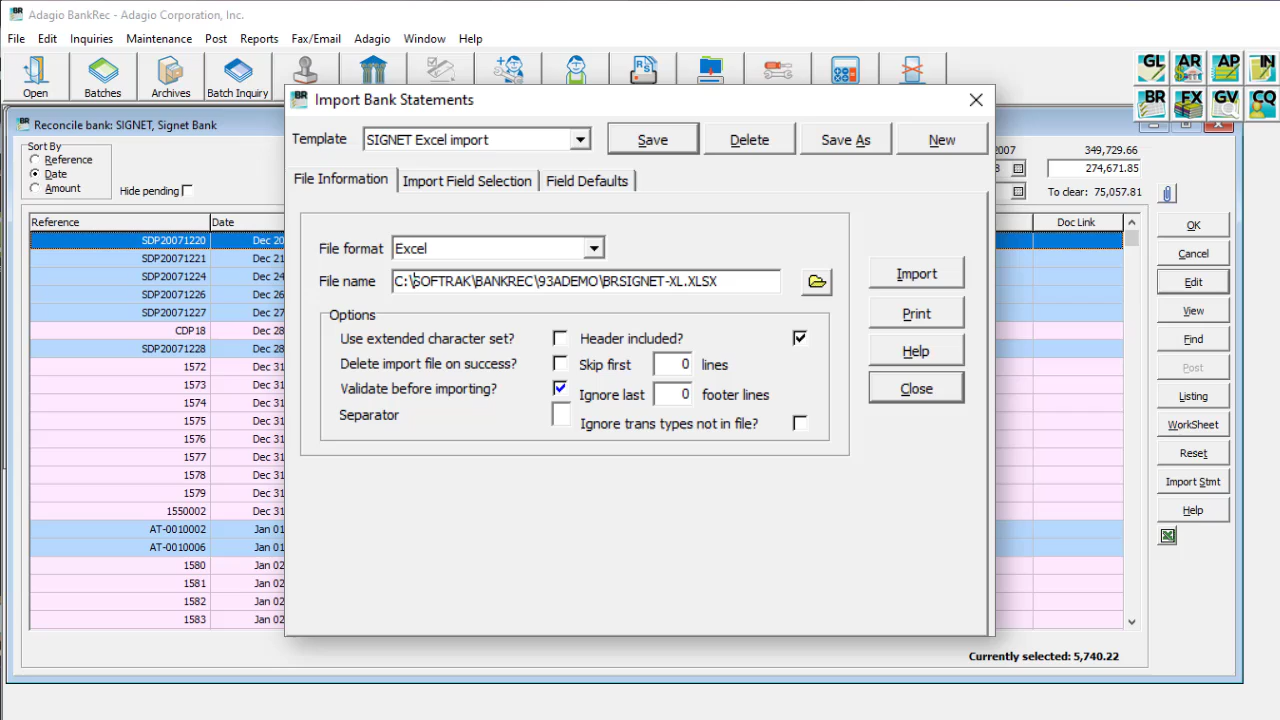 Adagio BankRec - Adagio Corporation, Inc.
File Edit Inquiries Maintenance Post Reports Fax/Email Adagio Window Help
Open Batches Archives Batch Inquiry
GL AR AP IN
BR FX GV CQ
Import Bank Statements
Reconcile bank: SIGNET, Signet Bank
Template SIGNET Excel import Save Delete Save As New
Sort By
Reference
Date
Amount
Hide pending
2007 349,729.66
274,671.85
To clear: 75,057.81
File Information Import Field Selection Field Defaults
File format Excel
File name C:\SOFTRAK\BANKREC\93ADEMO\BRSIGNET-XL.XLSX
Options
Use extended character set? Header included?
Delete import file on success? Skip first 0 lines
Validate before importing? Ignore last 0 footer lines
Separator Ignore trans types not in file?
Import
Print
Help
Close
Reference Date Doc Link
SDP20071220 Dec 20
SDP20071221 Dec 21
SDP20071224 Dec 24
SDP20071226 Dec 26
SDP20071227 Dec 27
CDP18 Dec 28
SDP20071228 Dec 28
1572 Dec 31
1573 Dec 31
1574 Dec 31
1575 Dec 31
1576 Dec 31
1577 Dec 31
1578 Dec 31
1579 Dec 31
1550002 Dec 31
AT-0010002 Jan 01
AT-0010006 Jan 01
1580 Jan 02
1581 Jan 02
1582 Jan 02
1583 Jan 02
OK
Cancel
Edit
View
Find
Post
Listing
WorkSheet
Reset
Import Stmt
Help
Currently selected: 5,740.22